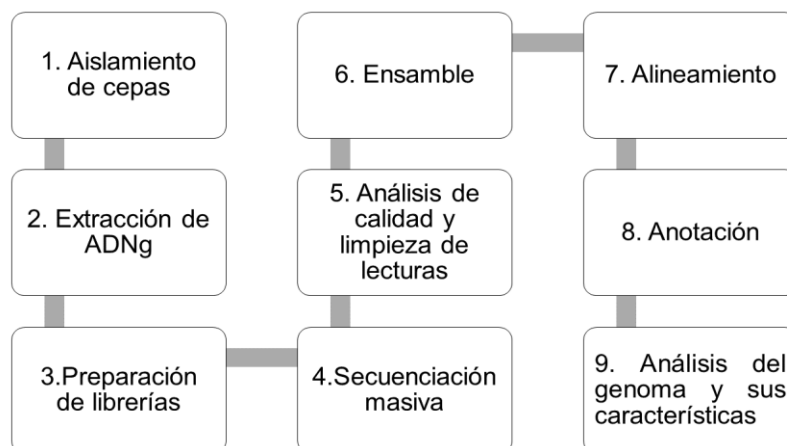 1. Aislamiento
de cepas
2. Extracción de
ADNg
3.Preparación
de librerías
4.Secuenciación
masiva
5. Análisis de
calidad y
limpieza de
lecturas
6. Ensamble
7. Alineamiento
8. Anotación
9. Análisis del
genoma y sus
características